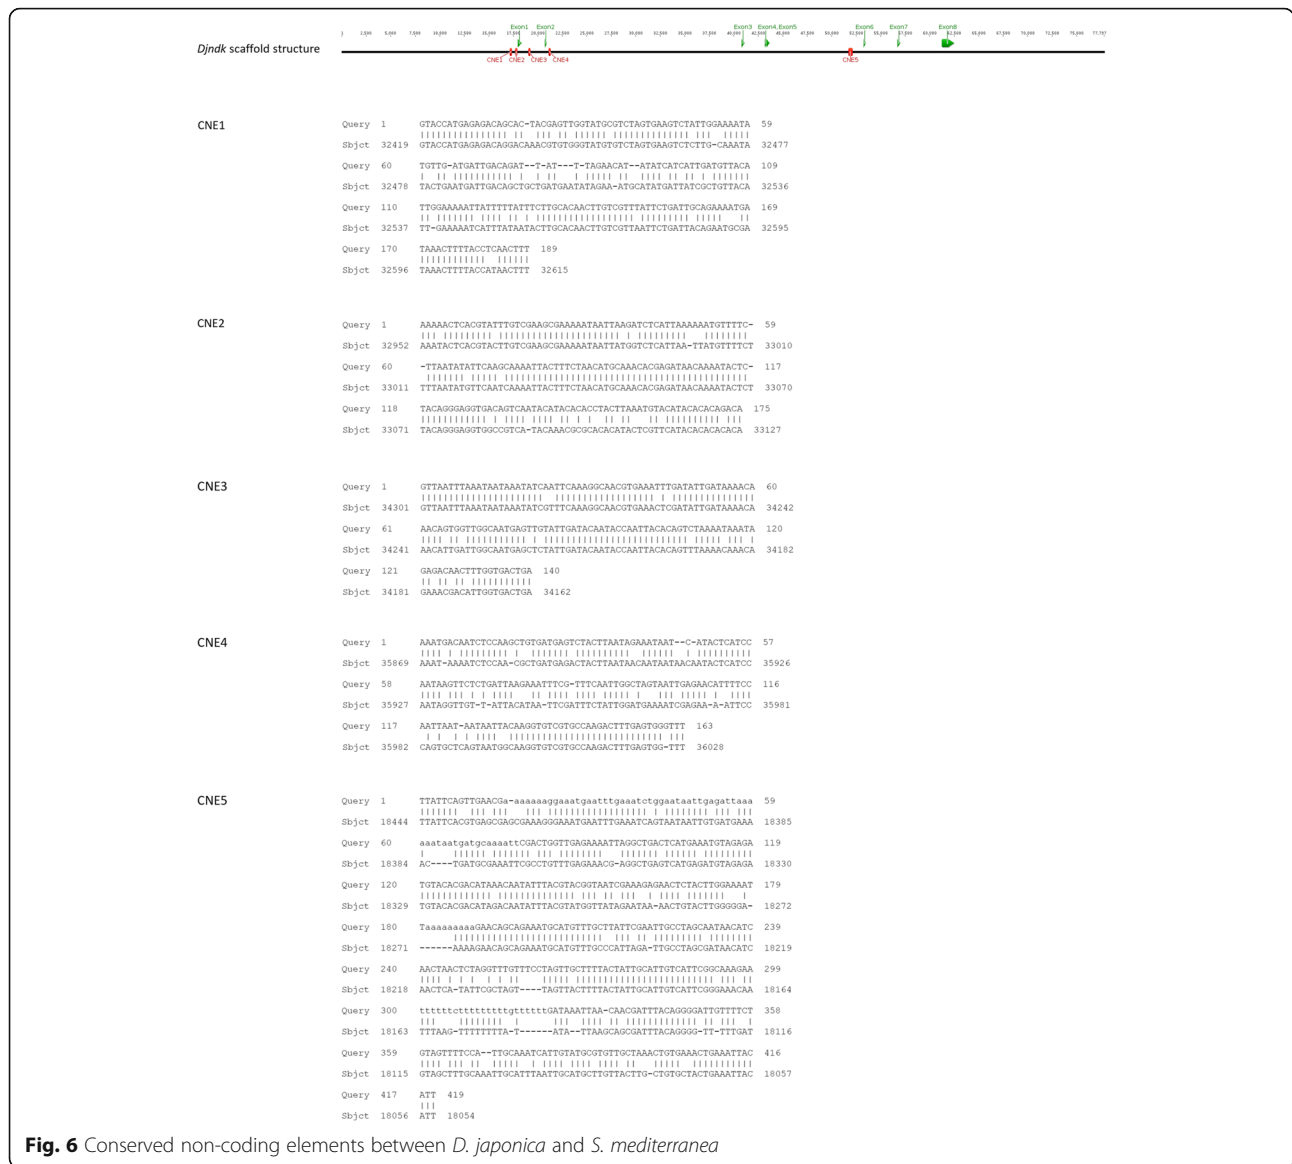 Exon1 Exon2 Exon3 Exon4,Exon5 Exon6 Exon7 Exon8
Djndk scaffold structure
CNE1 CNE2 CNE3 CNE4 CNE5
CNE1
Query 1 GTACCATGAGAGACAGCAC-TACGAGTTGGTATGCGTCTAGTGAAGTCTATTGGAAAATA 59
Sbjct 32419 GTACCATGAGAGACAGGACAAACGTGTGGGTATGTGTCTAGTGAAGTCTCTTG-CAAATA 32477
Query 60 TGTTG-ATGATTGACAGAT--T-AT---T-TAGAACAT--ATATCATCATTGATGTTACA 109
Sbjct 32478 TACTGAATGATTGACAGCTGCTGATGAATATAGAA-ATGCATATGATTATCGCTGTTACA 32536
Query 110 TTGGAAAAATTATTTTTATTTCTTGCACAACTTGTCGTTTATTCTGATTGCAGAAAATGA 169
Sbjct 32537 TT-GAAAAATCATTTATAATACTTGCACAACTTGTCGTTAATTCTGATTACAGAATGCGA 32595
Query 170 TAAACTTTTACCTCAACTTT 189
Sbjct 32596 TAAACTTTTACCATAACTTT 32615
CNE2
Query 1 AAAAACTCACGTATTTGTCGAAGCGAAAAATAATTAAGATCTCATTAAAAAATGTTTTC- 59
Sbjct 32952 AAATACTCACGTACTTGTCGAAGCGAAAAATAATTATGGTCTCATTAA-TTATGTTTTCT 33010
Query 60 -TTAATATATTCAAGCAAAATTACTTTCTAACATGCAAACACGAGATAACAAAATACTC- 117
Sbjct 33011 TTTAATATGTTCAATCAAAATTACTTTCTAACATGCAAACACGAGATAACAAAATACTCT 33070
Query 118 TACAGGGAGGTGACAGTCAATACATACACACCTACTTAAATGTACATACACACAGACA 175
Sbjct 33071 TACAGGGAGGTGGCCGTCA-TACAAACGCGCACACATACTCGTTCATACACACACACA 33127
CNE3
Query 1 GTTAATTTAAATAATAAATATCAATTCAAAGGCAACGTGAAATTTGATATTGATAAAACA 60
Sbjct 34301 GTTAATTTAAATAATAAATATCGTTTCAAAGGCAACGTGAAACTCGATATTGATAAAACA 34242
Query 61 AACAGTGGTTGGCAATGAGTTGTATTGATACAATACCAATTACACAGTCTAAAATAAATA 120
Sbjct 34241 AACATTGATTGGCAATGAGCTCTATTGATACAATACCAATTACACAGTTTAAAACAAACA 34182
Query 121 GAGACAACTTTGGTGACTGA 140
Sbjct 34181 GAAACGACATTGGTGACTGA 34162
CNE4
Query 1 AAATGACAATCTCCAAGCTGTGATGAGTCTACTTAATAGAAATAAT--C-ATACTCATCC 57
Sbjct 35869 AAAT-AAAATCTCCAA-CGCTGATGAGACTACTTAATAACAATAATAACAATACTCATCC 35926
Query 58 AATAAGTTCTCTGATTAAGAAATTTCG-TTTCAATTGGCTAGTAATTGAGAACATTTTCC 116
Sbjct 35927 AATAGGTTGT-T-ATTACATAA-TTCGATTTCTATTGGATGAAAATCGAGAA-A-ATTCC 35981
Query 117 AATTAAT-AATAATTACAAGGTGTCGTGCCAAGACTTTGAGTGGGTTT 163
Sbjct 35982 CAGTGCTCAGTAATGGCAAGGTGTCGTGCCAAGACTTTGAGTGG-TTT 36028
CNE5
Query 1 TTATTCAGTTGAACGa-aaaaaaggaaatgaatttgaaatctggaataattgagattaaa 59
Sbjct 18444 TTATTCACGTGAGCGAGCGAAAGGGAAATGAATTTGAAATCAGTAATAATTGTGATGAAA 18385
Query 60 aaataatgatgcaaaattCGACTGGTTGAGAAAATTAGGCTGACTCATGAAATGTAGAGA 119
Sbjct 18384 AC----TGATGCGAAATTCGCCTGTTTGAGAAACG-AGGCTGAGTCATGAGATGTAGAGA 18330
Query 120 TGTACACGACATAAACAATATTTACGTACGGTAATCGAAAGAGAACTCTACTTGGAAAAT 179
Sbjct 18329 TGTACACGACATAGACAATATTTACGTATGGTTATAGAATAA-AACTGTACTTGGGGGA- 18272
Query 180 TaaaaaaaaaGAACAGCAGAAATGCATGTTTGCTTATTCGAATTGCCTAGCAATAACATC 239
Sbjct 18271 ------AAAAGAACAGCAGAAATGCATGTTTGCCCATTAGA-TTGCCTAGCGATAACATC 18219
Query 240 AACTAACTCTAGGTTTGTTTCCTAGTTGCTTTTACTATTGCATTGTCATTCGGCAAAGAA 299
Sbjct 18218 AACTCA-TATTCGCTAGT----TAGTTACTTTTACTATTGCATTGTCATTCGGGAAACAA 18164
Query 300 ttttttctttttttttttgttttttGATAAATTAA-CAACGATTTACAGGGGATTGTTTTCT 358
Sbjct 18163 TTTAAG-TTTTTTTTTA-T------ATA--TTAAGCAGCGATTTACAGGGG-TT-TTTGAT 18116
Query 359 GTAGTTTTCCA--TTGCAAATCATTGTATGCGTGTTGCTAAACTGTGAAACTGAAATTAC 416
Sbjct 18115 GTAGCTTTGCAAATTGCATTTAATTGCATGCTTGTTACTTG-CTGTGCTACTGAAATTAC 18057
Query 417 ATT 419
Sbjct 18056 ATT 18054
Fig. 6 Conserved non-coding elements between D. japonica and S. mediterranea